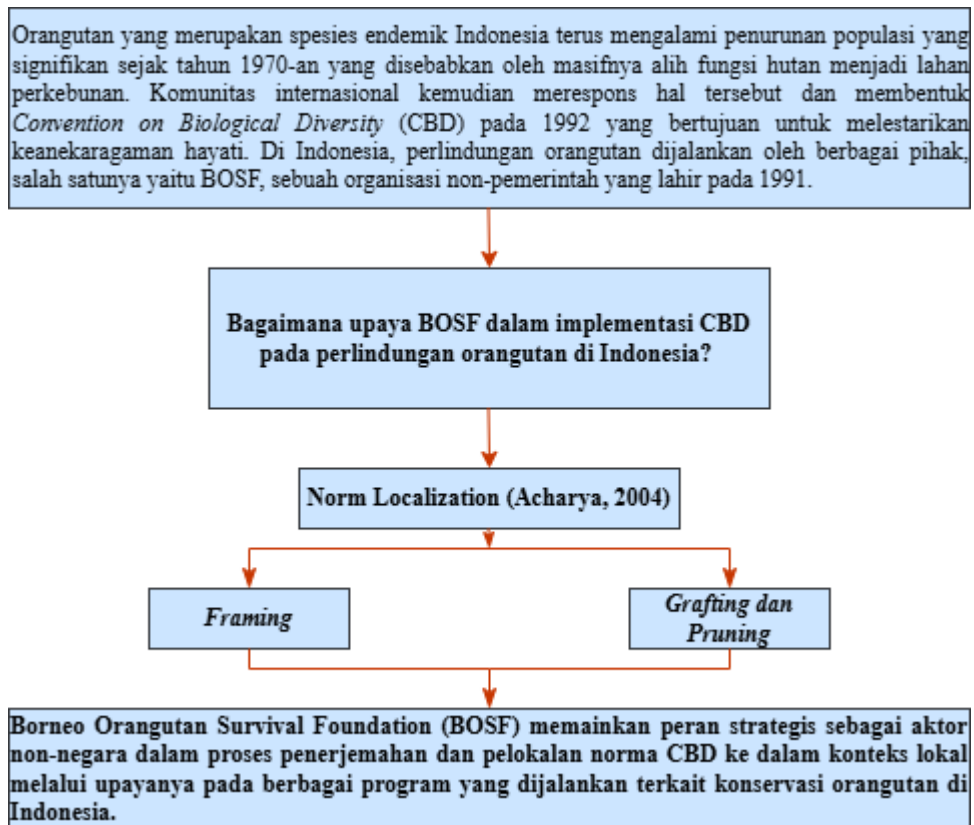 Orangutan yang merupakan spesies endemik Indonesia terus mengalami penurunan populasi yang
signifikan sejak tahun 1970-an yang disebabkan oleh masifnya alih fungsi hutan menjadi lahan
perkebunan. Komunitas internasional kemudian merespons hal tersebut dan membentuk
Convention on Biological Diversity (CBD) pada 1992 yang bertujuan untuk melestarikan
keanekaragaman hayati. Di Indonesia, perlindungan orangutan dijalankan oleh berbagai pihak,
salah satunya yaitu BOSF, sebuah organisasi non-pemerintah yang lahir pada 1991.
Bagaimana upaya BOSF dalam implementasi CBD
pada perlindungan orangutan di Indonesia?
Norm Localization (Acharya, 2004)
Framing
Grafting dan
Pruning
Borneo Orangutan Survival Foundation (BOSF) memainkan peran strategis sebagai aktor
non-negara dalam proses penerjemahan dan pelokalan norma CBD ke dalam konteks lokal
melalui upayanya pada berbagai program yang dijalankan terkait konservasi orangutan di
Indonesia.